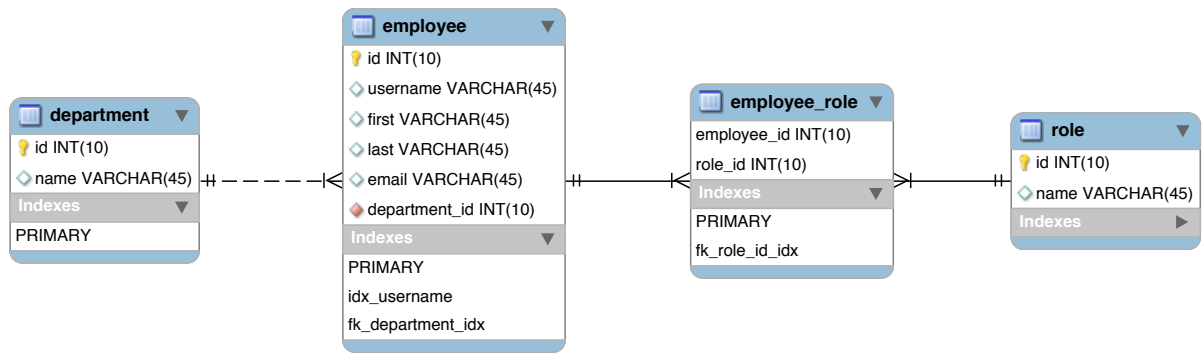 department
id INT(10)
name VARCHAR(45)
Indexes
PRIMARY
employee
id INT(10)
username VARCHAR(45)
first VARCHAR(45)
last VARCHAR(45)
email VARCHAR(45)
department_id INT(10)
Indexes
PRIMARY
idx_username
fk_department_idx
employee_role
employee_id INT(10)
role_id INT(10)
Indexes
PRIMARY
fk_role_id_idx
role
id INT(10)
name VARCHAR(45)
Indexes